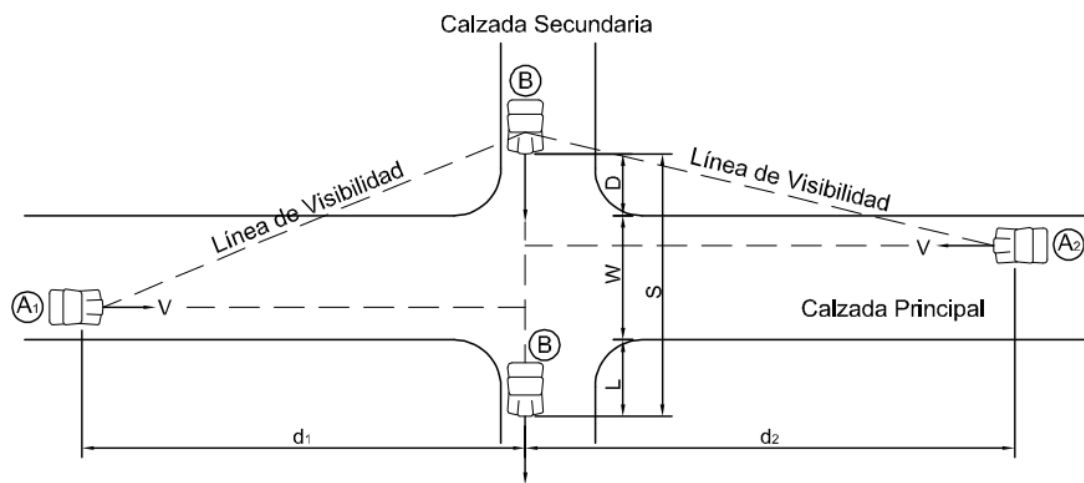 Calzada Secundaria
B
Línea de Visibilidad
Línea de Visibilidad
D
W
S
V
A2
A1
V
Calzada Principal
B
L
d1
d2